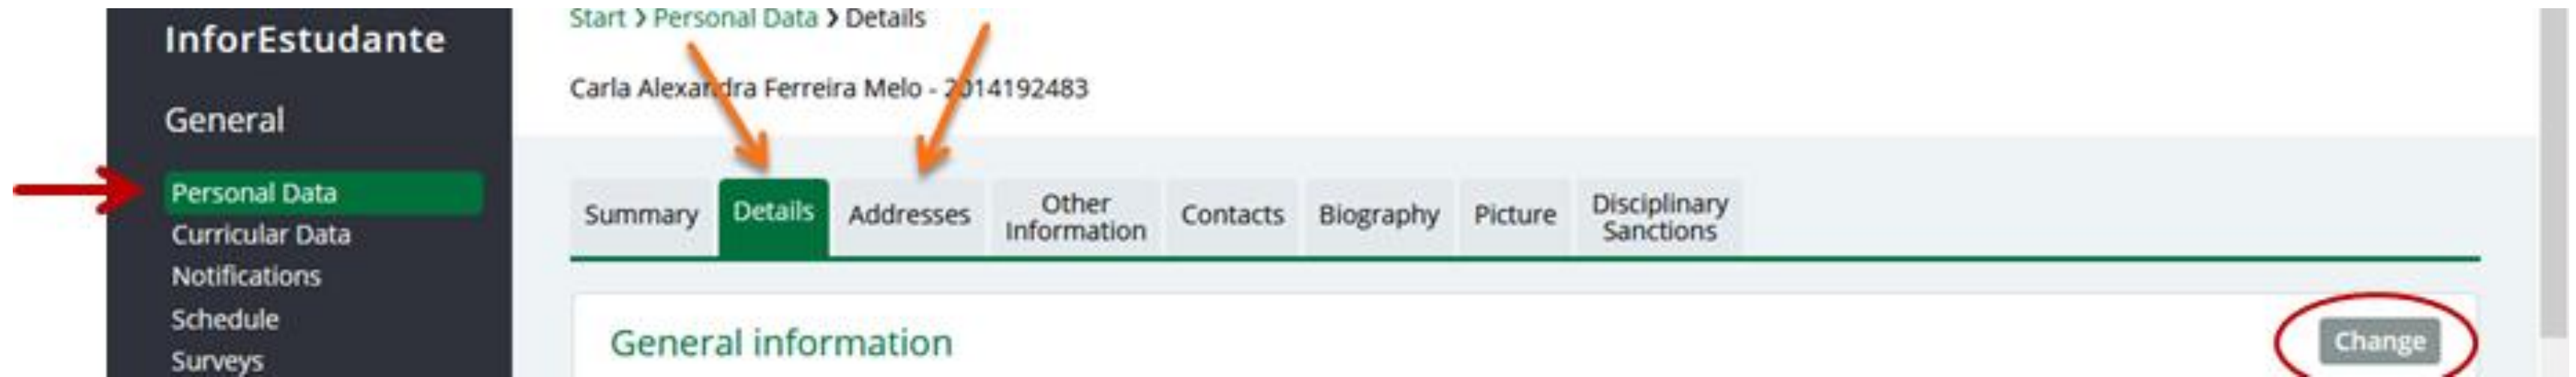 InforEstudante
General
Personal Data
Curricular Data
Notifications
Schedule
Surveys
Start > Personal Data > Details
Carla Alexandra Ferreira Melo - 2014192483
Summary
Details
Addresses
Other
Information
Contacts
Biography
Picture
Disciplinary
Sanctions
General information
Change